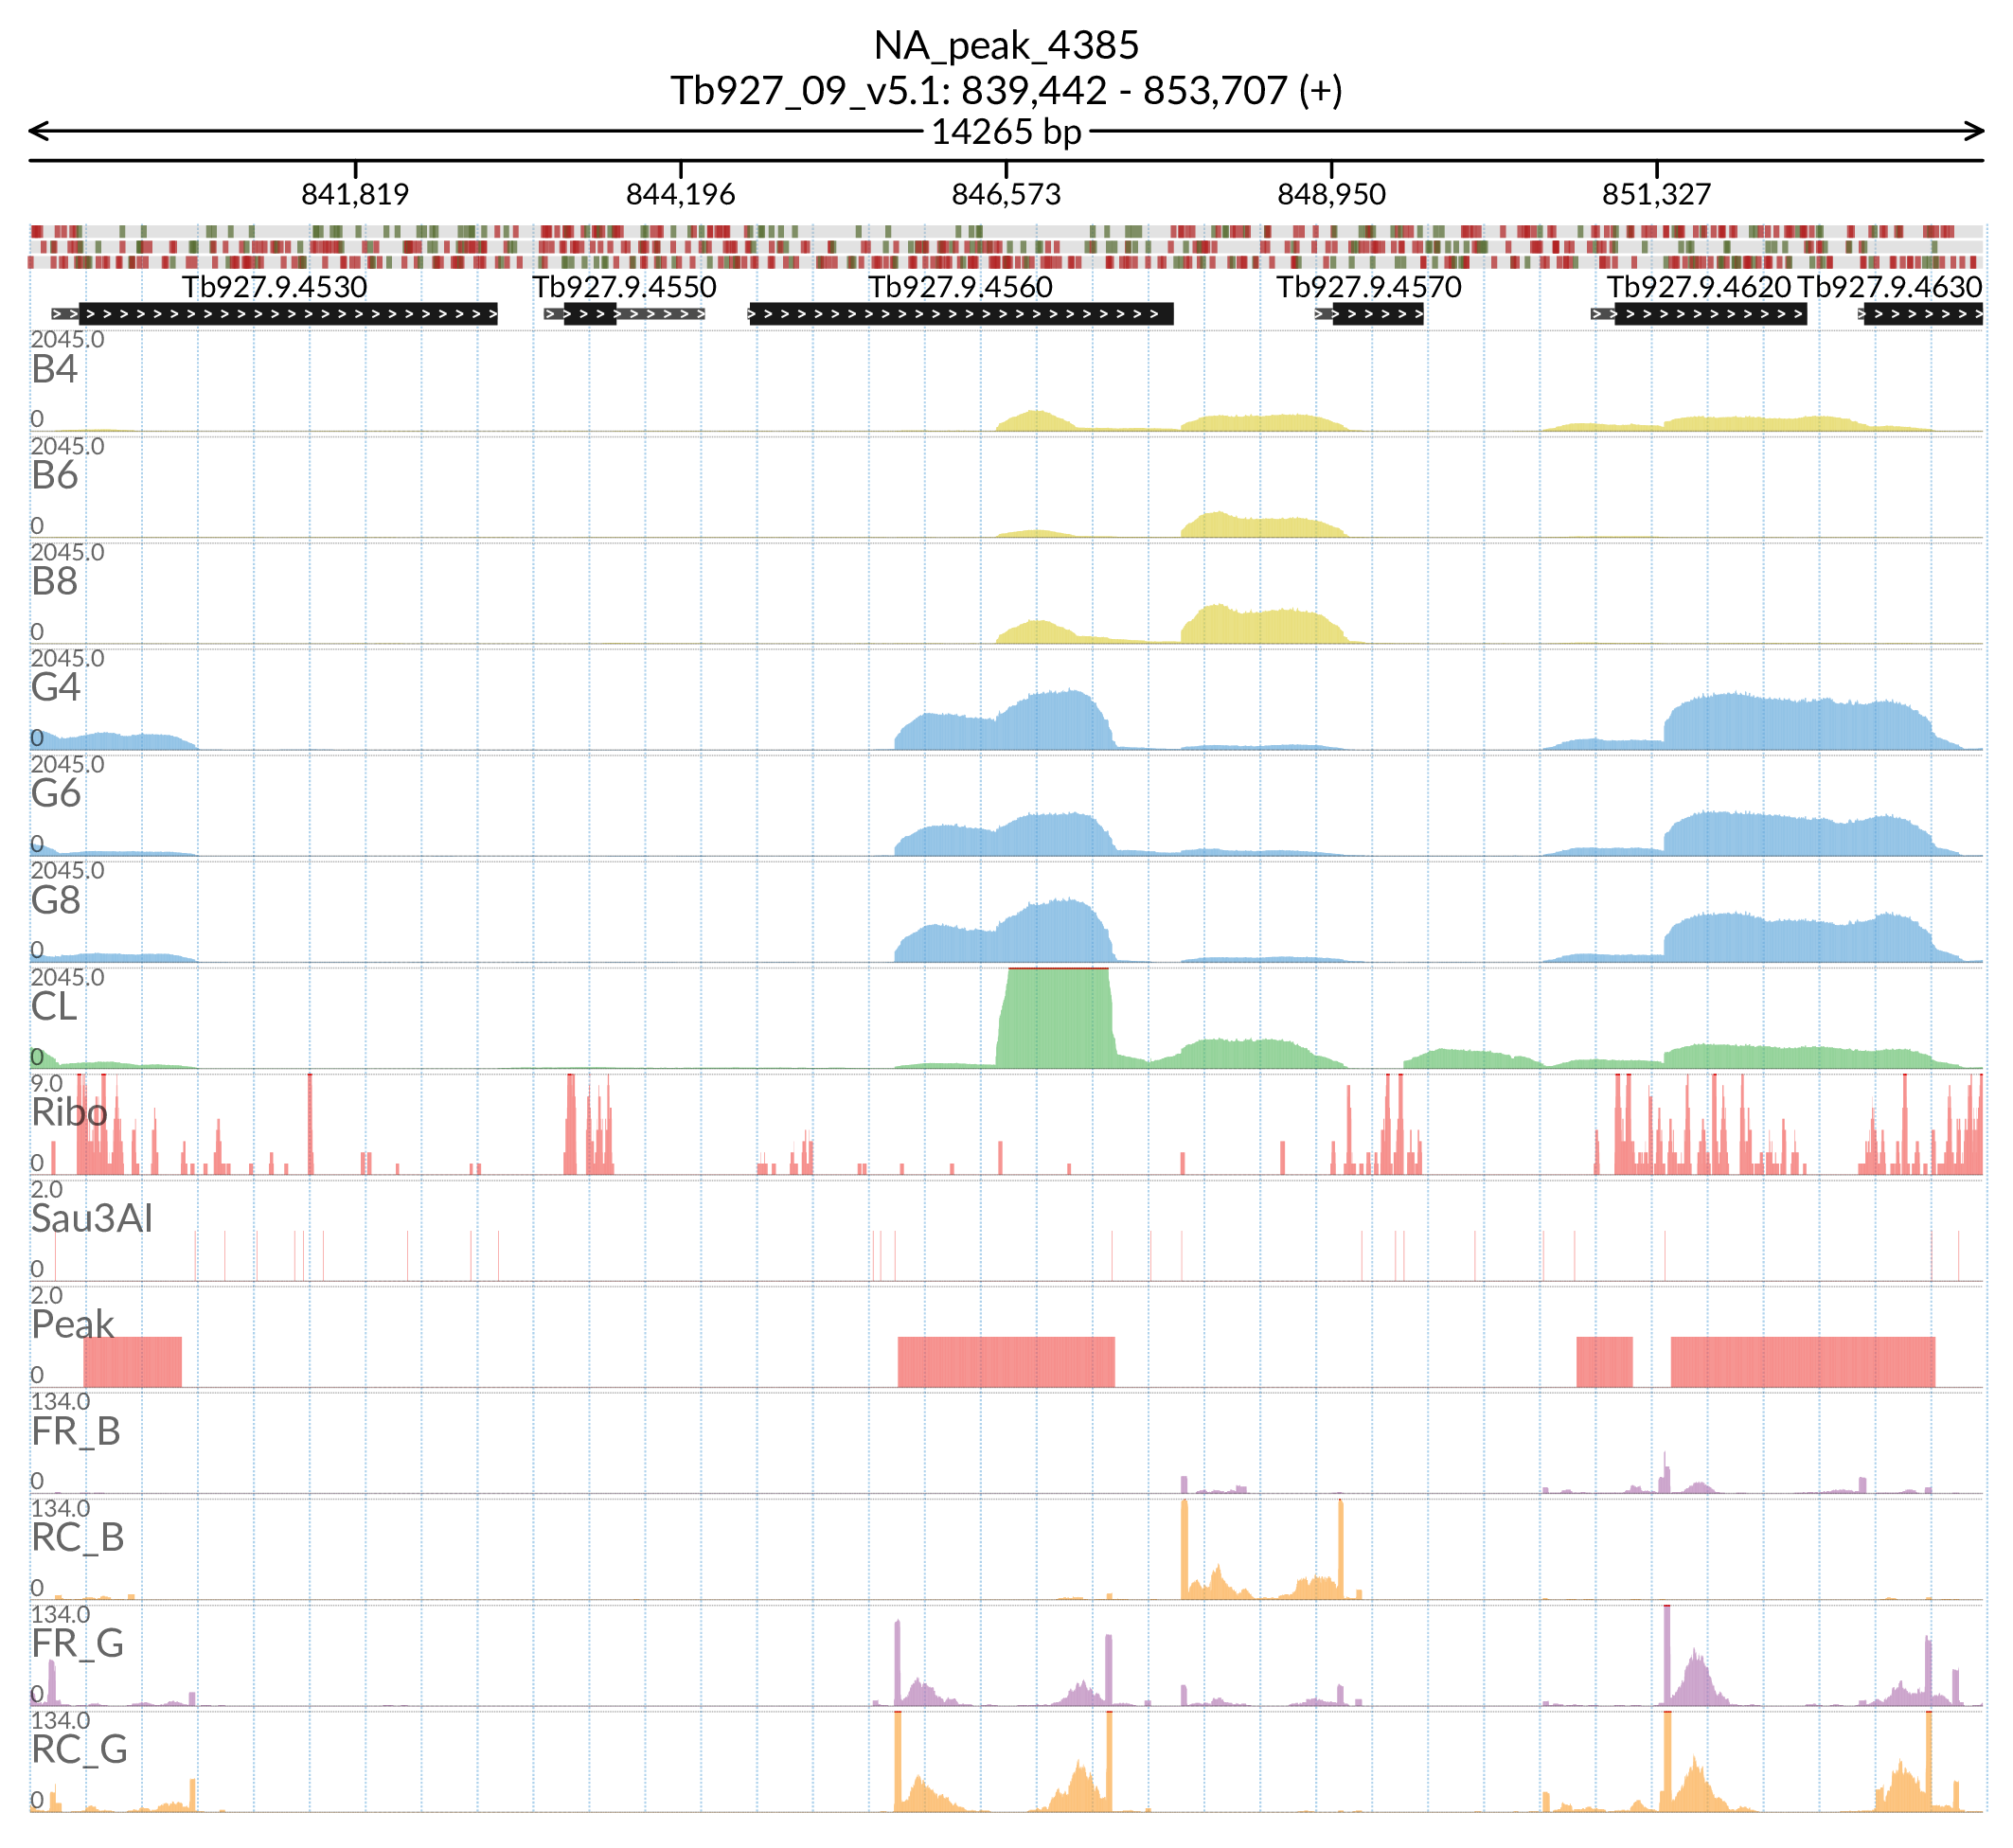 NA_peak_4385
Tb927_09_v5.1: 839,442 - 853,707 (+)
14265 bp
841,819 844,196 846,573 848,950 851,327
Tb927.9.4530 Tb927.9.4550 Tb927.9.4560 Tb927.9.4570 Tb927.9.4620 Tb927.9.4630
2045.0
B4
0
2045.0
B6
0
2045.0
B8
0
2045.0
G4
0
2045.0
G6
0
2045.0
G8
0
2045.0
CL
0
9.0
Ribo
0
2.0
Sau3AI
0
2.0
Peak
0
134.0
FR_B
0
134.0
RC_B
0
134.0
FR_G
0
134.0
RC_G
0